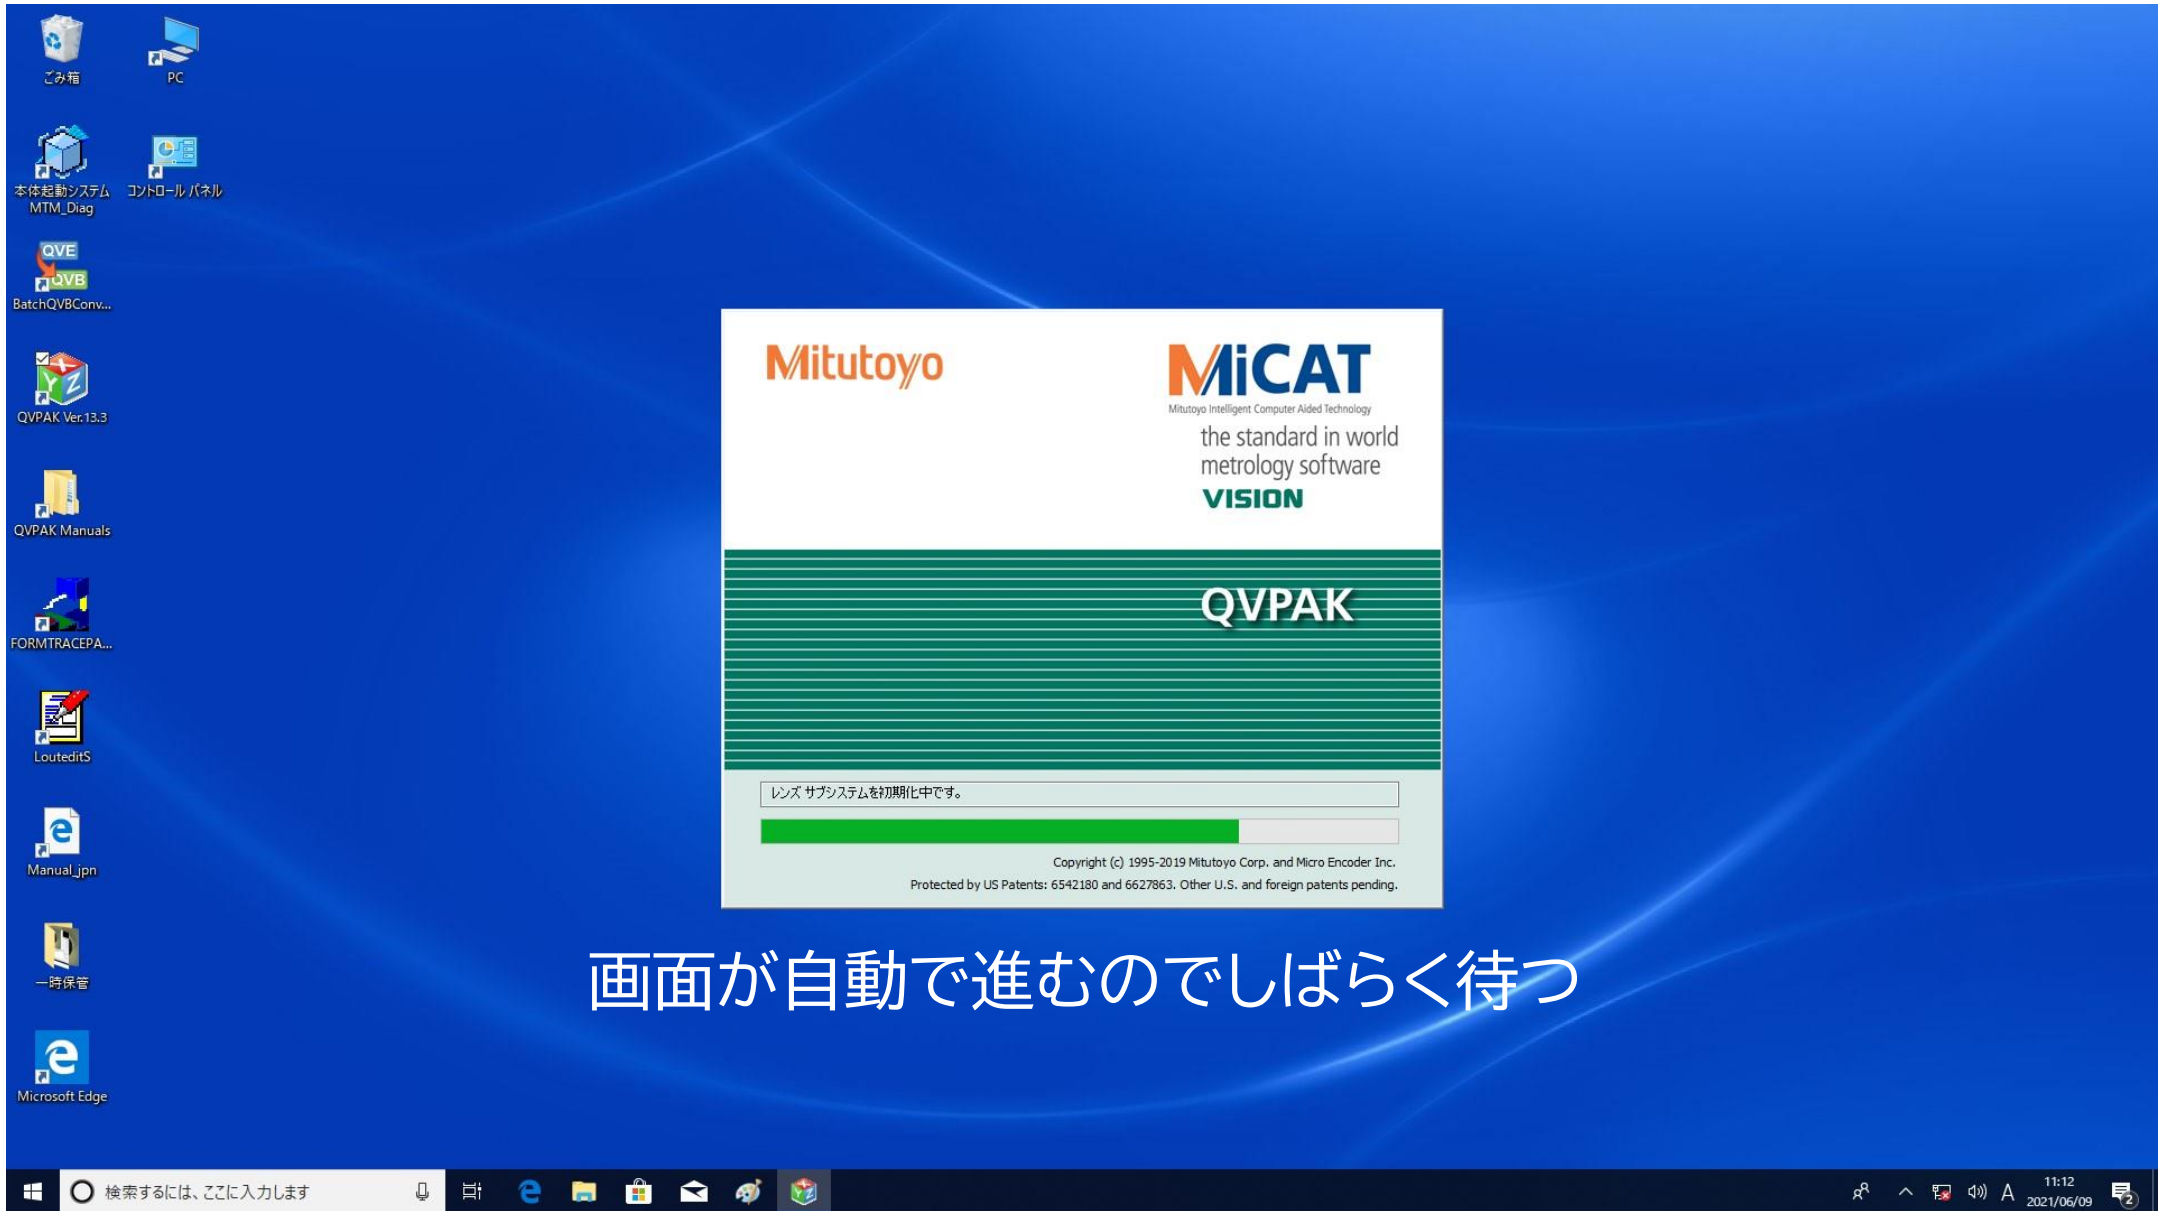 ごみ箱
PC
本体起動システム
MTM_Diag
コントロール パネル
QVE
QVB
BatchQVBConv...
QVPAK Ver.13.3
QVPAK Manuals
FORMTRACEPA...
LouteditS
Manual_jpn
一時保管
Microsoft Edge
Mitutoyo
MiCAT
Mitutoyo Intelligent Computer Aided Technology
the standard in world
metrology software
VISION
QVPAK
レンズ サブシステムを初期化中です。
Copyright (c) 1995-2019 Mitutoyo Corp. and Micro Encoder Inc.
Protected by US Patents: 6542180 and 6627863. Other U.S. and foreign patents pending.
画面が自動で進むのでしばらく待つ
検索するには、ここに入力します
A
11:12
2021/06/09
2